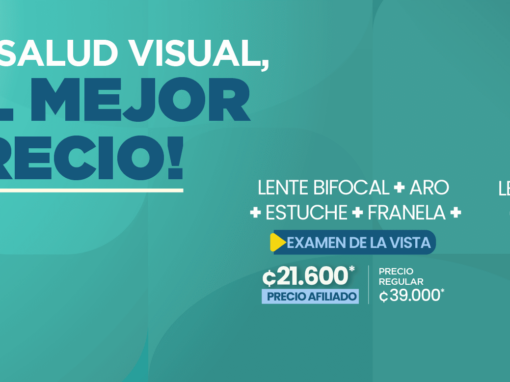 SALUD VISUAL,
L MEJOR
RECIO!
LENTE BIFOCAL + ARO
+ ESTUCHE + FRANELA +
EXAMEN DE LA VISTA
₡21.600*
PRECIO AFILIADO
PRECIO
REGULAR
₡39.000*
LE